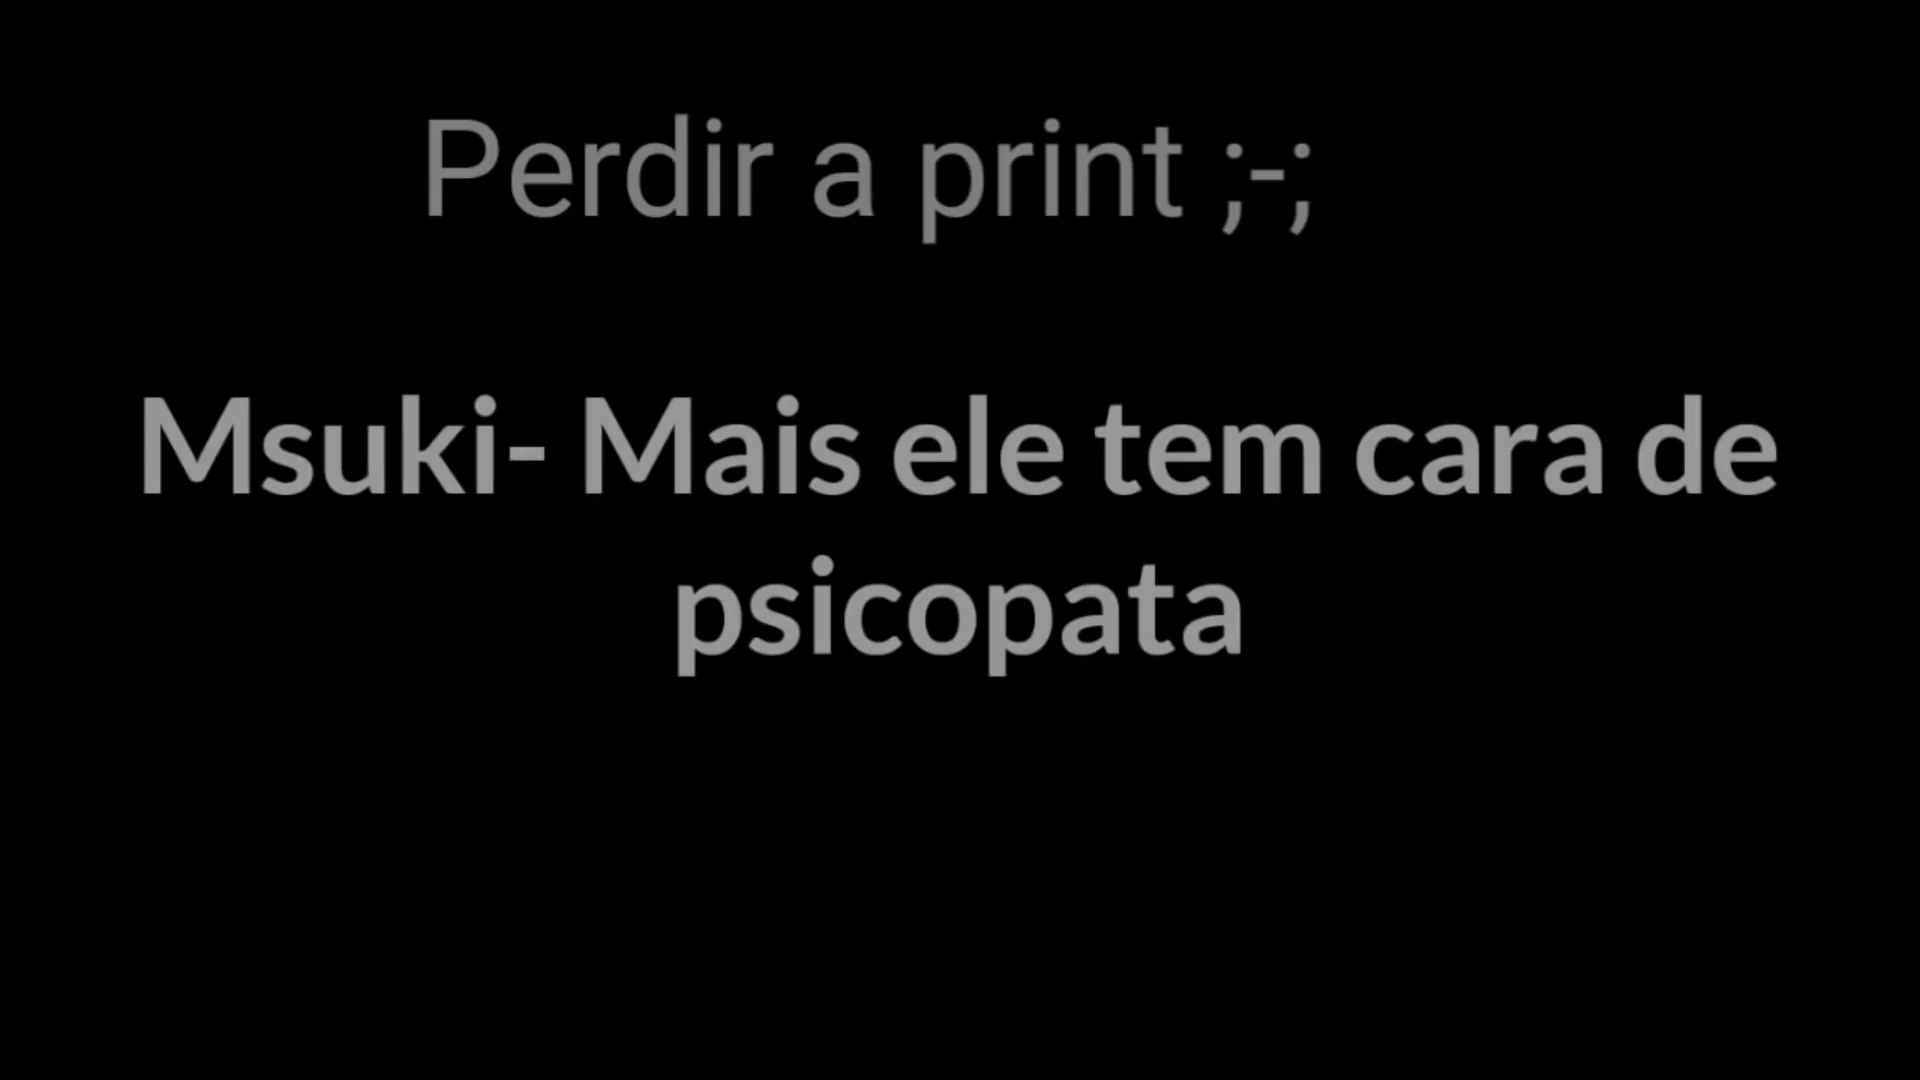 Perdir a print ;-;
Msuki- Mais ele tem cara de
psicopata